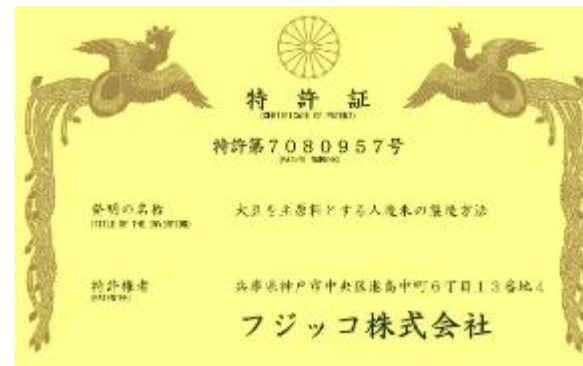 特許証
(CERTIFICATE OF PATENT)
特許第7080957号
(PATENT NUMBER)
発明の名称
(TITLE OF THE INVENTION)
大豆を主原料とする人造米の製造方法
特許権者
(PATENTEE)
兵庫県神戸市中央区港島中町6丁目13番地4
フジッコ株式会社